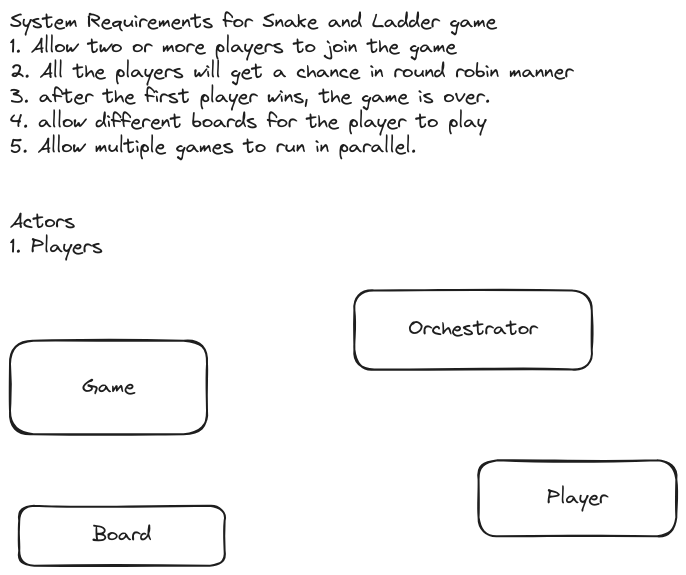 System Requirements for Snake and Ladder game
1. Allow two or more players to join the game
2. All the players will get a chance in round robin manner
3. after the first player wins, the game is over.
4. allow different boards for the player to play
5. Allow multiple games to run in parallel.
Actors
1. Players
Orchestrator
Game
Player
Board